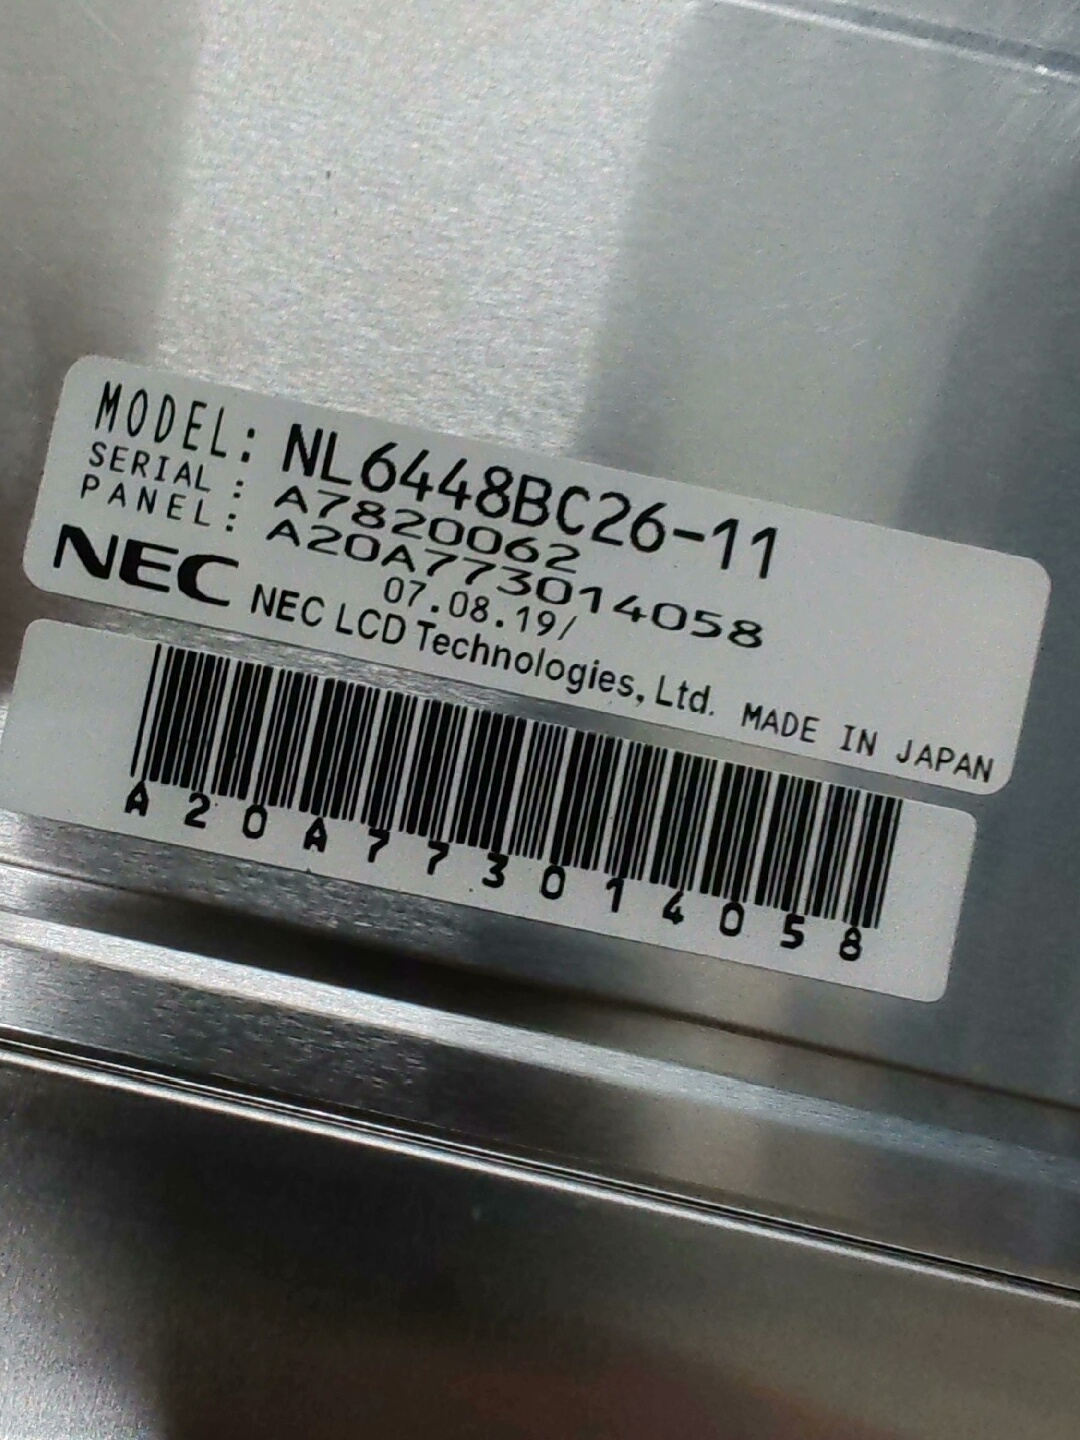 MODEL: NL6448BC26-11
SERIAL : A7820062
PANEL: A20A773014058
07.08.19/
NEC NEC LCD Technologies, Ltd. MADE IN JAPAN
A20A773014058